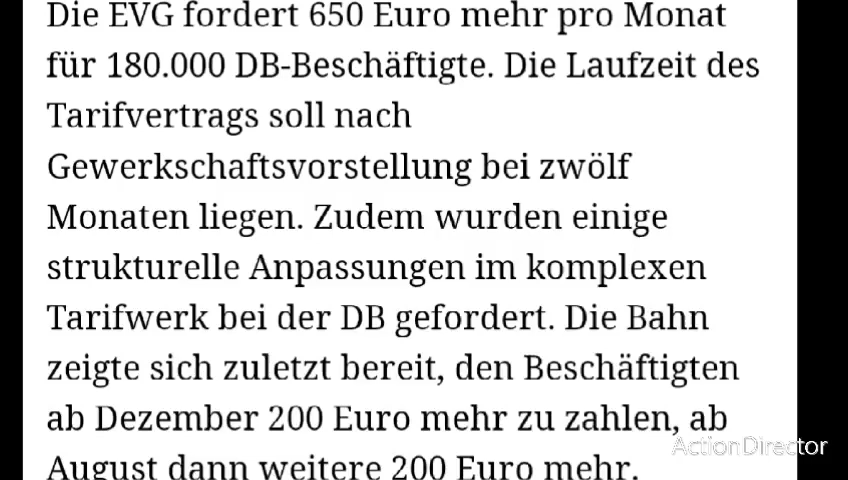 Die EVG fordert 650 Euro mehr pro Monat
für 180.000 DB-Beschäftigte. Die Laufzeit des
Tarifvertrags soll nach
Gewerkschaftsvorstellung bei zwölf
Monaten liegen. Zudem wurden einige
strukturelle Anpassungen im komplexen
Tarifwerk bei der DB gefordert. Die Bahn
zeigte sich zuletzt bereit, den Beschäftigten
ab Dezember 200 Euro mehr zu zahlen, ab
ActionDirector
August dann weitere 200 Euro mehr.